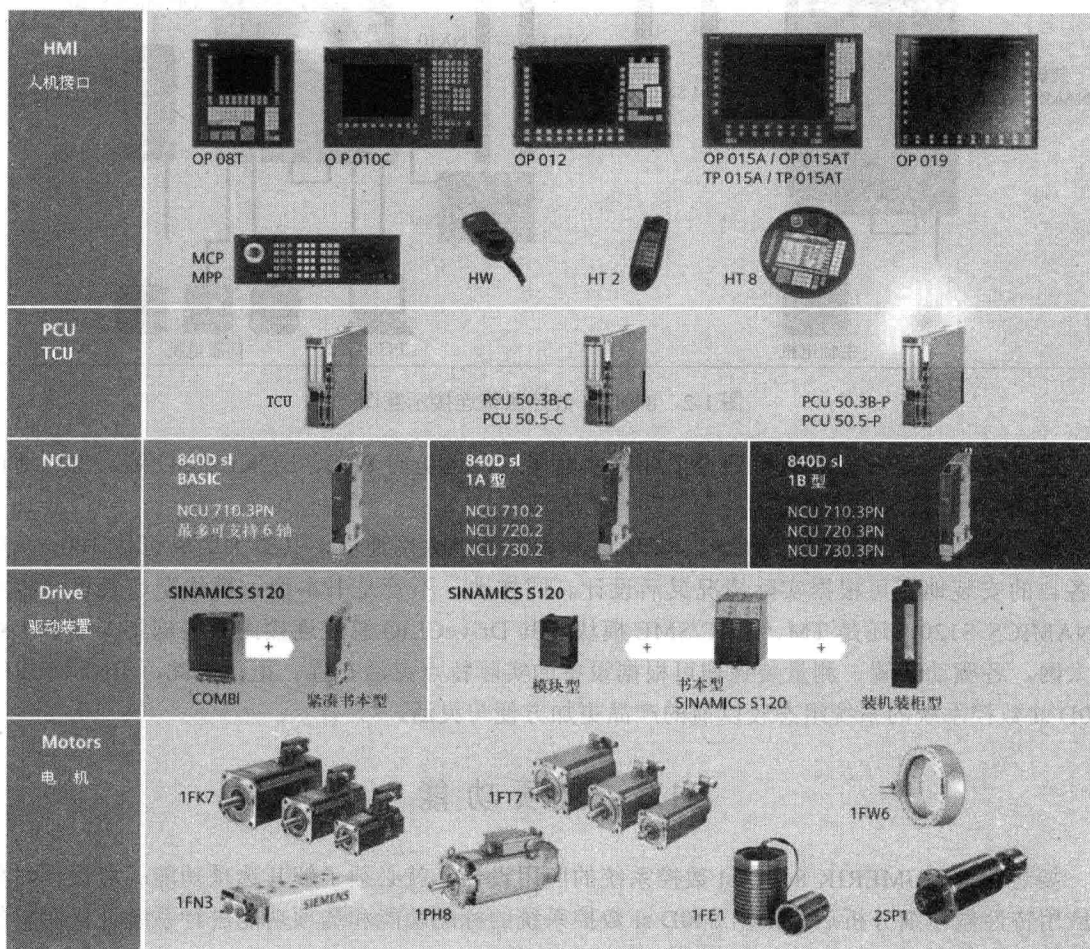 HMI
人机接口
OP 08T
O P 010C
OP 012
OP 015A / OP 015AT
TP 015A / TP 015AT
OP 019
MCP
MPP
HW
HT 2
HT 8
PCU
TCU
TCU
PCU 50.3B-C
PCU 50.5-C
PCU 50.3B-P
PCU 50.5-P
NCU
840D sl
BASIC
NCU 710.3PN
最多可支持 6 轴
840D sl
1A 型
NCU 710.2
NCU 720.2
NCU 730.2
840D sl
1B 型
NCU 710.3PN
NCU 720.3PN
NCU 730.3PN
Drive
驱动装置
SINAMICS S120
+
COMBI
紧凑书本型
SINAMICS S120
+
+
模块型
书本型
SINAMICS S120
装机装柜型
Motors
电 机
1FK7
1FT7
1FW6
1FN3
SIEMENS
1PH8
1FE1
2SP1